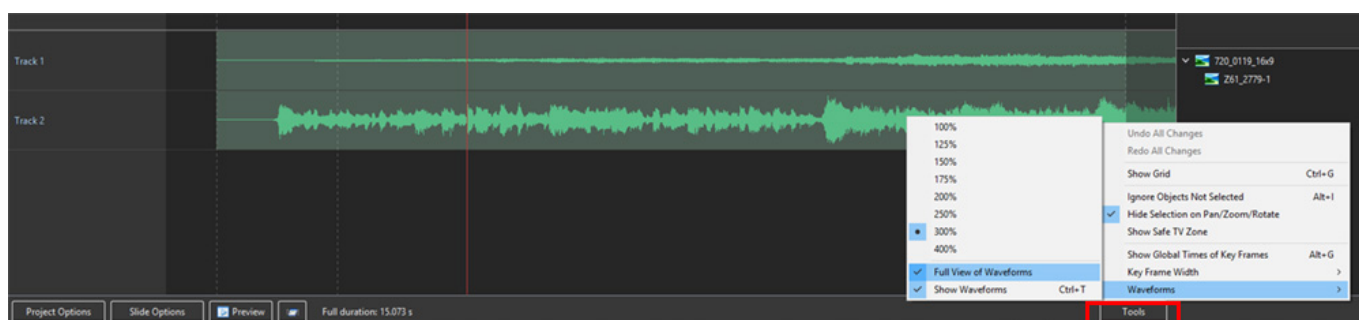 Track 1
720_0119_16x9
Z61_2779-1
Track 2
100%
125%
150%
175%
200%
250%
300%
400%
Full View of Waveforms
Show Waveforms Ctrl+T
Undo All Changes
Redo All Changes
Show Grid Ctrl+G
Ignore Objects Not Selected Alt+I
Hide Selection on Pan/Zoom/Rotate
Show Safe TV Zone
Show Global Times of Key Frames Alt+G
Key Frame Width
Waveforms
Project Options Slide Options Preview Full duration: 15.073 s Tools